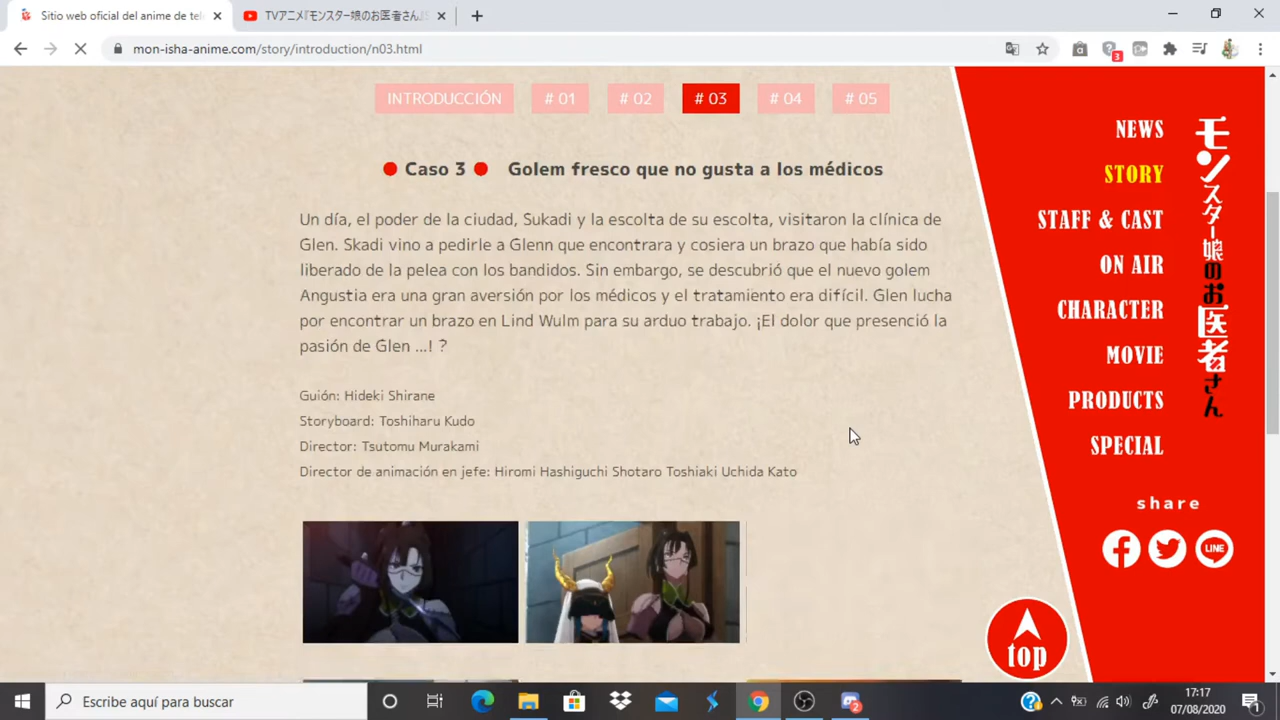 Sitio web oficial del anime de tele
TVアニメ『モンスター娘のお医者さん』S
mon-isha-anime.com/story/introduction/n03.html
3
INTRODUCCIÓN
# 01
# 02
# 03
# 04
# 05
Caso 3
Golem fresco que no gusta a los médicos
Un día, el poder de la ciudad, Sukadi y la escolta de su escolta, visitaron la clínica de
Glen. Skadi vino a pedirle a Glenn que encontrara y cosiera un brazo que había sido
liberado de la pelea con los bandidos. Sin embargo, se descubrió que el nuevo golem
Angustia era una gran aversión por los médicos y el tratamiento era difícil. Glen lucha
por encontrar un brazo en Lind Wulm para su arduo trabajo. ¡El dolor que presenció la
pasión de Glen ...! ?
Guión: Hideki Shirane
Storyboard: Toshiharu Kudo
Director: Tsutomu Murakami
Director de animación en jefe: Hiromi Hashiguchi Shotaro Toshiaki Uchida Kato
NEWS
STORY
STAFF & CAST
ON AIR
CHARACTER
MOVIE
PRODUCTS
SPECIAL
モンスター娘のお医者さん
share
LINE
top
Escribe aquí para buscar
2
17:17
07/08/2020
1